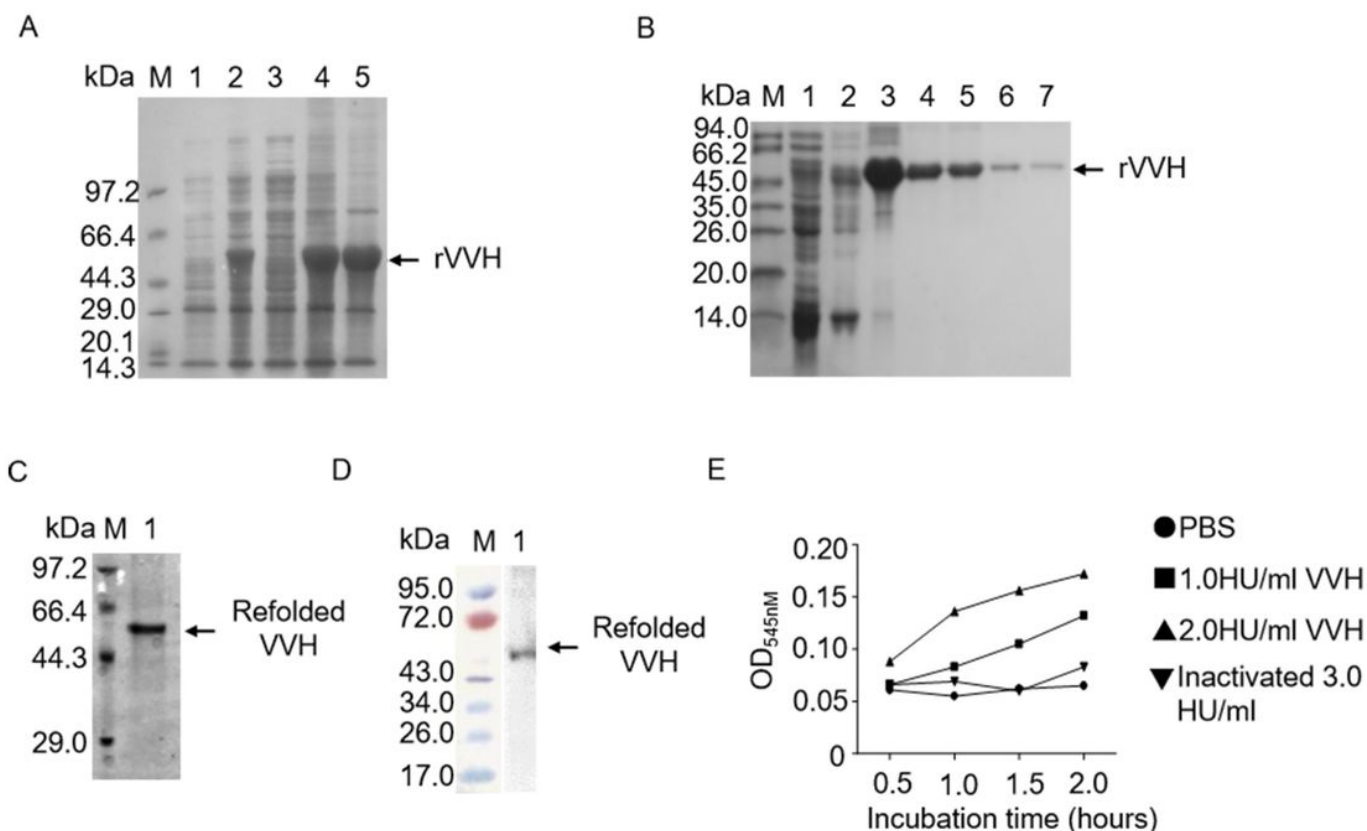 A
kDa M 1 2 3 4 5
97.2
66.4
44.3
29.0
20.1
14.3
rVVH
B
kDa M 1 2 3 4 5 6 7
94.0
66.2
45.0
35.0
26.0
20.0
14.0
rVVH
C
kDa M 1
97.2
66.4
44.3
29.0
Refolded
VVH
D
kDa M 1
95.0
72.0
43.0
34.0
26.0
17.0
Refolded
VVH
E
OD545nM
0.20
0.15
0.10
0.05
0
0.5 1.0 1.5 2.0
Incubation time (hours)
PBS
1.0HU/ml VVH
2.0HU/ml VVH
Inactivated 3.0
HU/ml